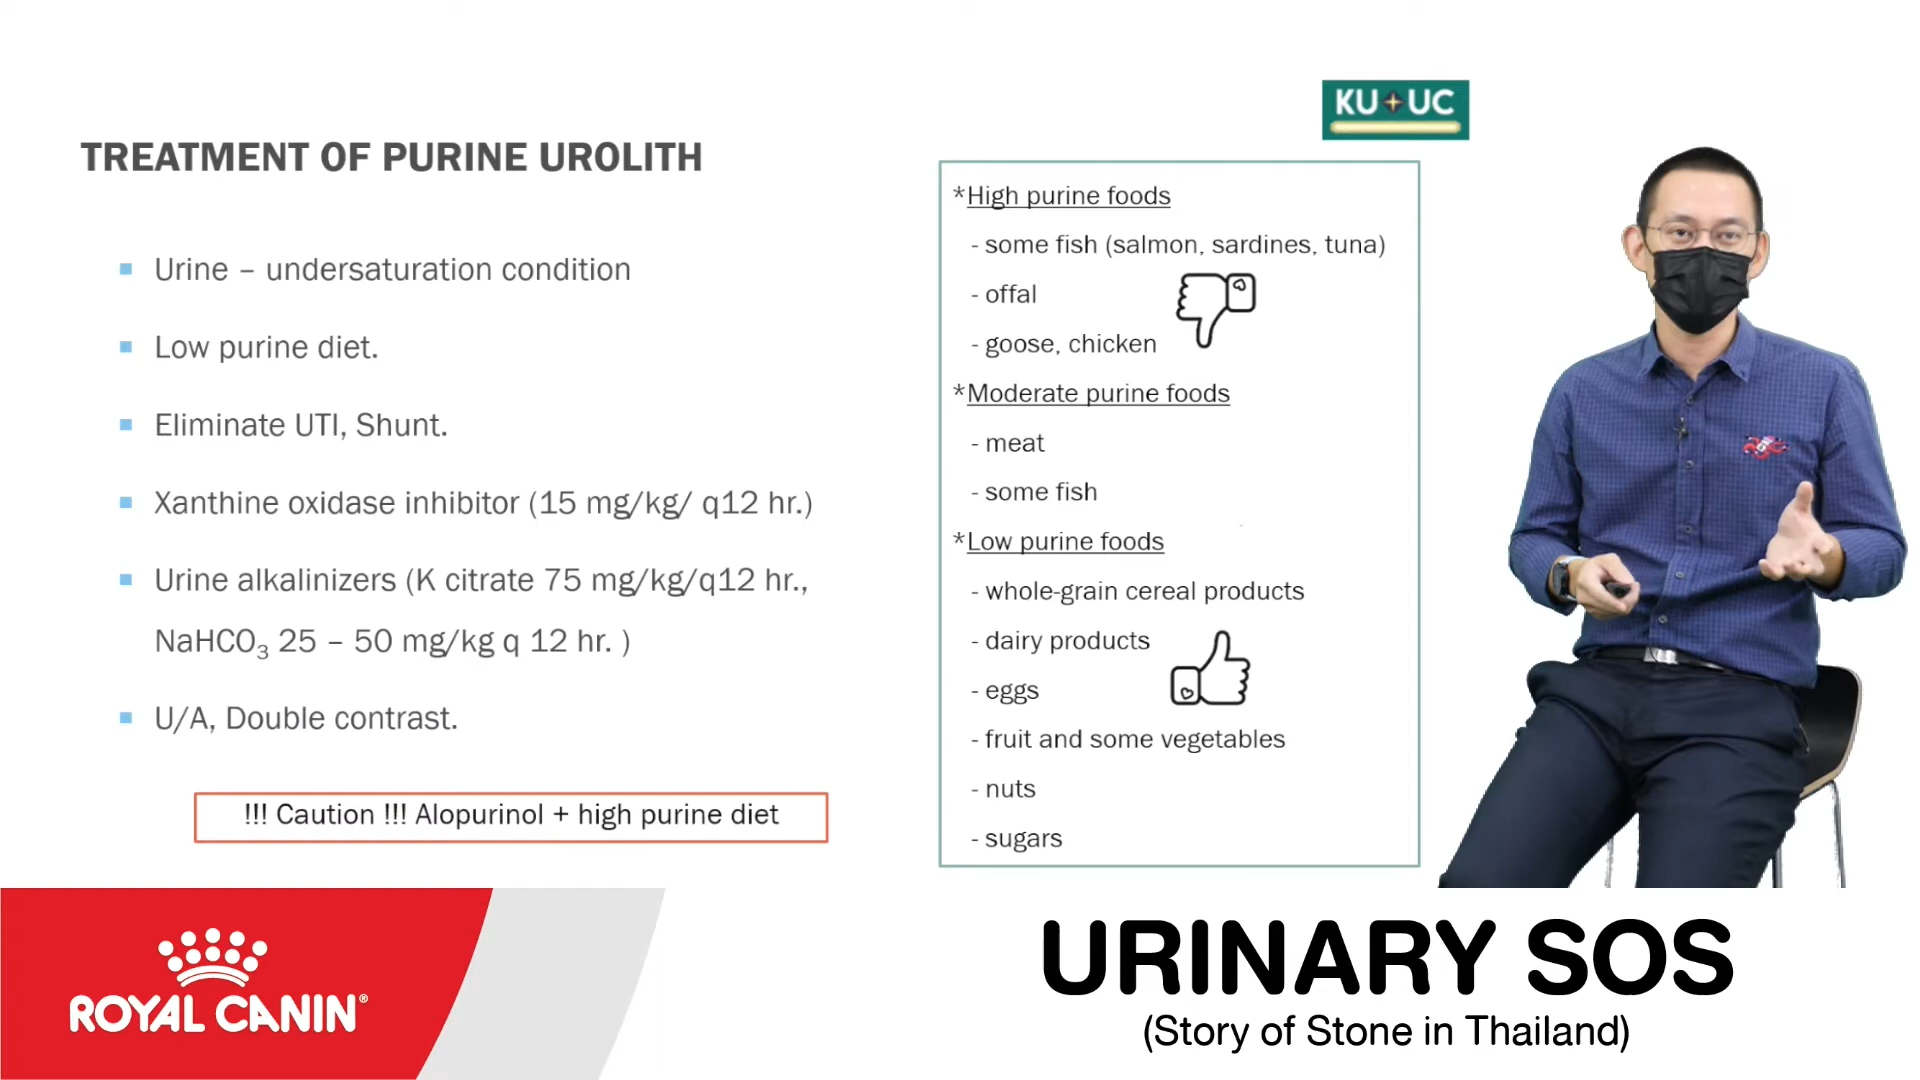 KU+UC
TREATMENT OF PURINE UROLITH
Urine – undersaturation condition
Low purine diet.
Eliminate UTI, Shunt.
Xanthine oxidase inhibitor (15 mg/kg/ q12 hr.)
Urine alkalinizers (K citrate 75 mg/kg/q12 hr.,
NaHCO₃ 25 – 50 mg/kg q 12 hr. )
U/A, Double contrast.
!!! Caution !!! Alopurinol + high purine diet
*High purine foods
- some fish (salmon, sardines, tuna)
- offal
- goose, chicken
*Moderate purine foods
- meat
- some fish
*Low purine foods
- whole-grain cereal products
- dairy products
- eggs
- fruit and some vegetables
- nuts
- sugars
ROYAL CANIN®
URINARY SOS
(Story of Stone in Thailand)